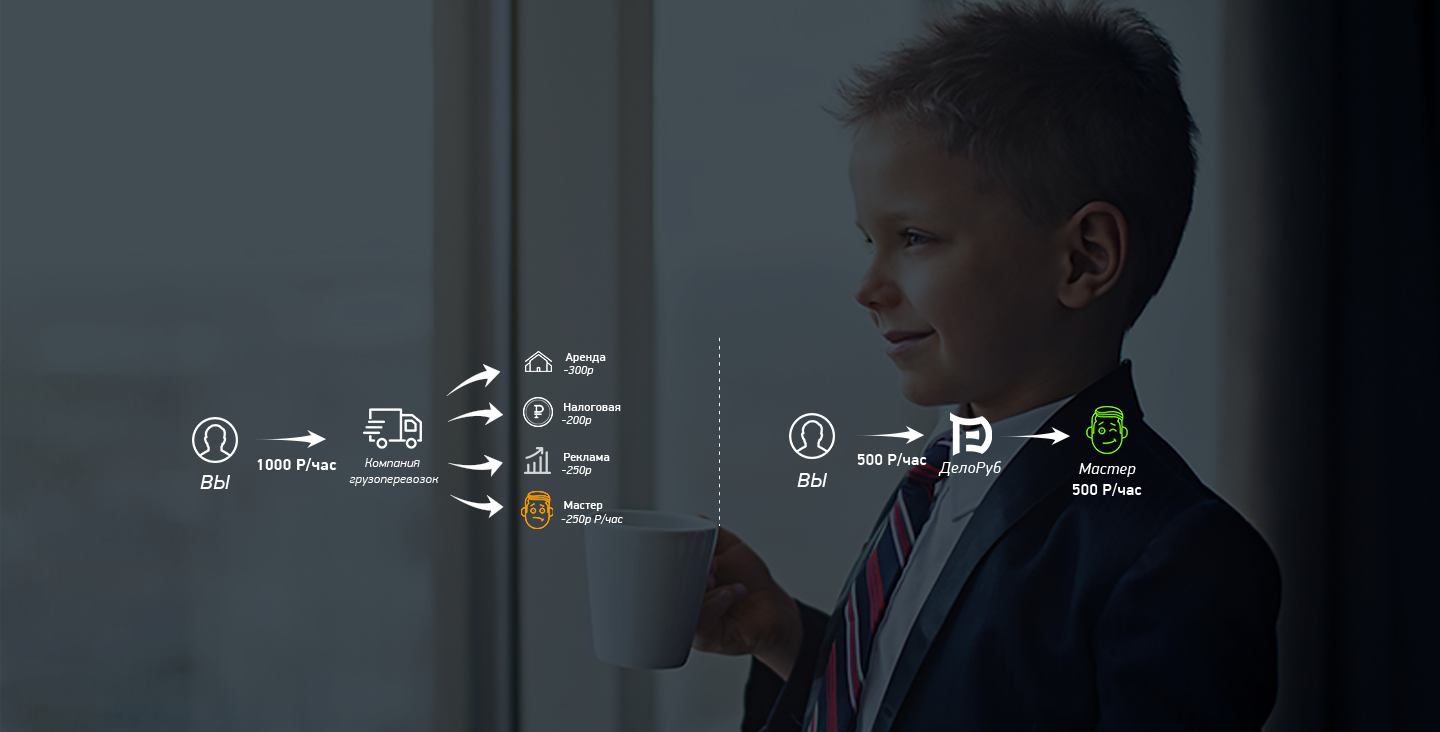 ВЫ
1000 Р/час
Компания
грузоперевозок
Аренда
-300р
Налоговая
-200р
Реклама
-250р
Мастер
-250р Р/час
ВЫ
500 Р/час
ДелоРуб
Мастер
500 Р/час